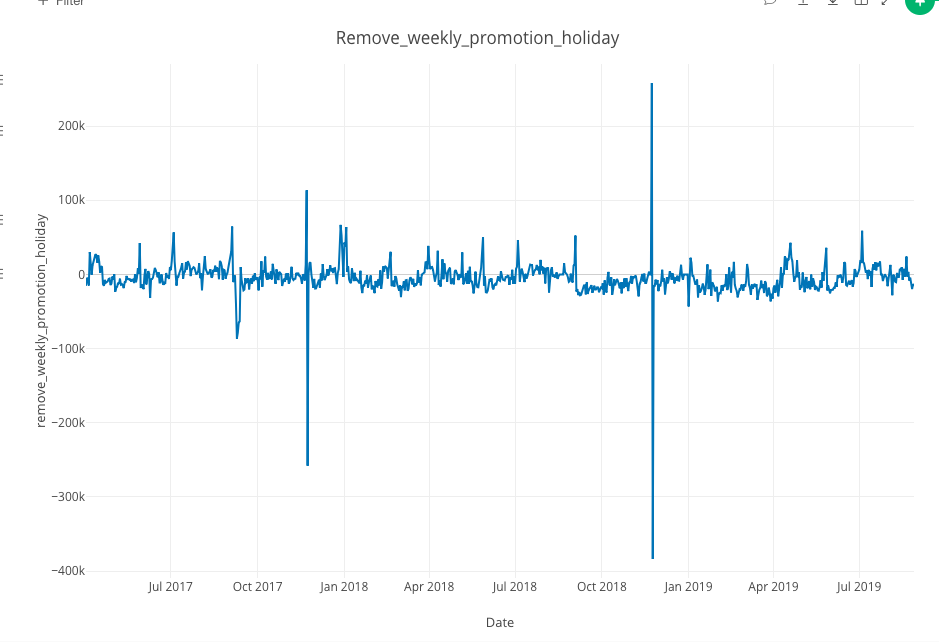 Filter
Remove_weekly_promotion_holiday
200k
100k
0
−100k
−200k
−300k
−400k
remove_weekly_promotion_holiday
Jul 2017
Oct 2017
Jan 2018
Apr 2018
Jul 2018
Oct 2018
Jan 2019
Apr 2019
Jul 2019
Date